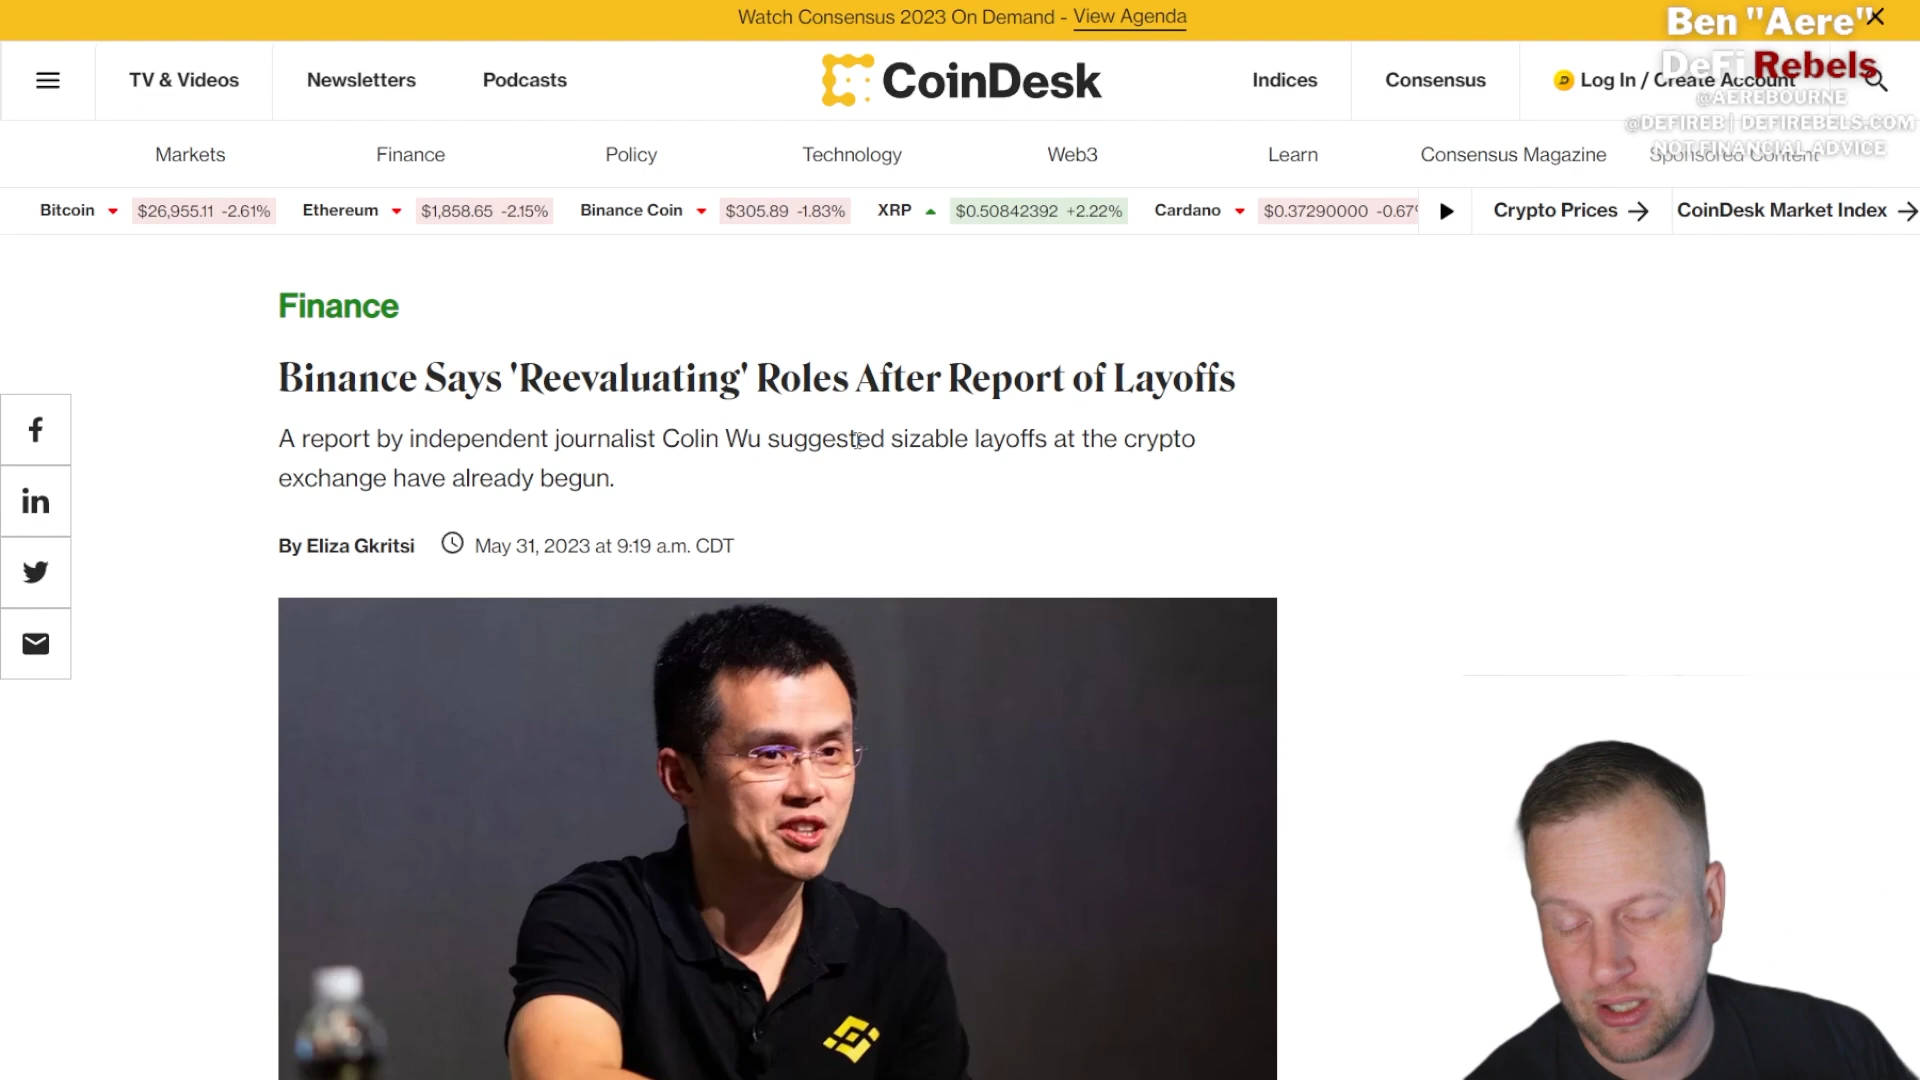 Watch Consensus 2023 On Demand - View Agenda
Ben "Aere"
DeFi Rebels
TV & Videos
Newsletters
Podcasts
CoinDesk
Indices
Consensus
Log In / Create Account
@AEREBOURNE
@DEFIREB | DEFIREBELS.COM
NOT FINANCIAL ADVICE
Markets
Finance
Policy
Technology
Web3
Learn
Consensus Magazine
Sponsored Content
Bitcoin $26,955.11 -2.61%
Ethereum $1,858.65 -2.15%
Binance Coin $305.89 -1.83%
XRP $0.50842392 +2.22%
Cardano $0.37290000 -0.67
Crypto Prices
CoinDesk Market Index
Finance
Binance Says 'Reevaluating' Roles After Report of Layoffs
A report by independent journalist Colin Wu suggested sizable layoffs at the crypto
exchange have already begun.
By Eliza Gkritsi
May 31, 2023 at 9:19 a.m. CDT